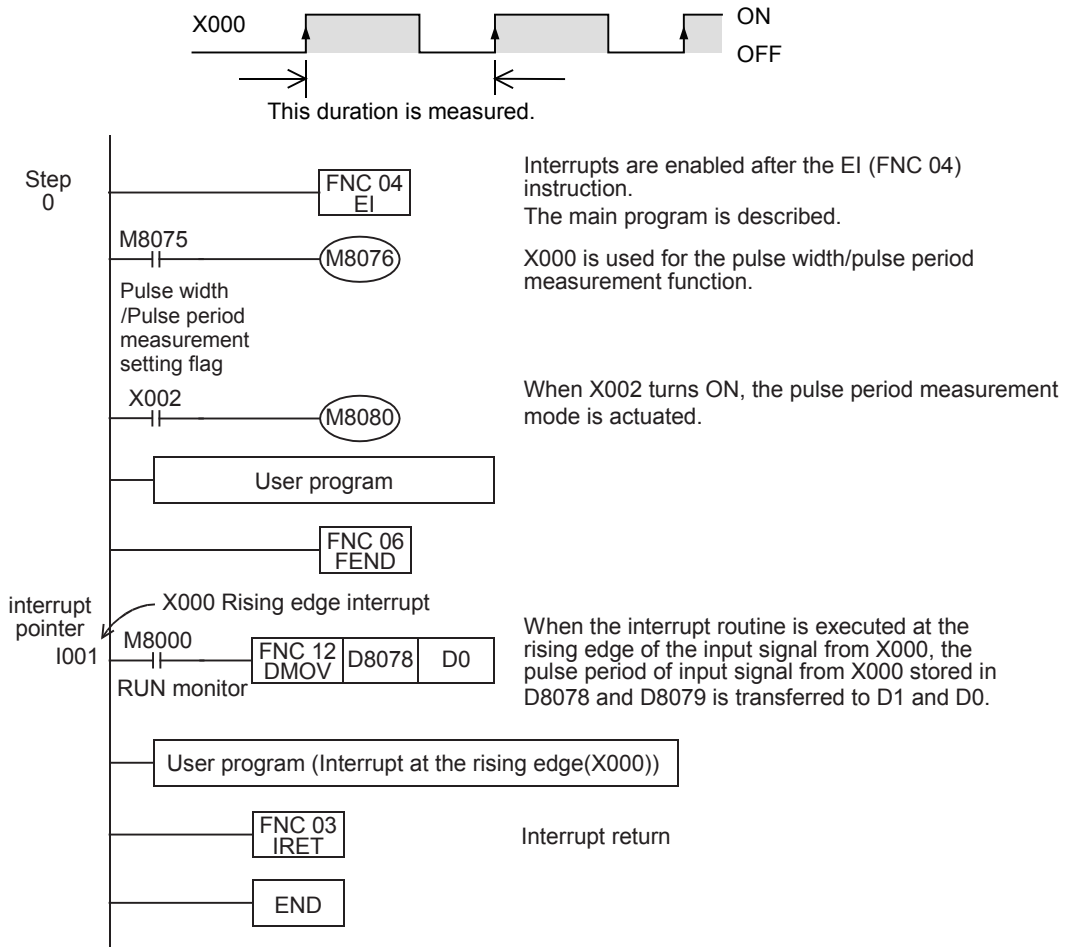 X000
ON
OFF
This duration is measured.
Step
0
FNC 04
EI
Interrupts are enabled after the EI (FNC 04)
instruction.
The main program is described.
M8075
M8076
X000 is used for the pulse width/pulse period
measurement function.
Pulse width
/Pulse period
measurement
setting flag
X002
M8080
When X002 turns ON, the pulse period measurement
mode is actuated.
User program
FNC 06
FEND
interrupt
pointer
I001
X000 Rising edge interrupt
M8000
RUN monitor
FNC 12
DMOV
D8078
D0
When the interrupt routine is executed at the
rising edge of the input signal from X000, the
pulse period of input signal from X000 stored in
D8078 and D8079 is transferred to D1 and D0.
User program (Interrupt at the rising edge(X000))
FNC 03
IRET
Interrupt return
END